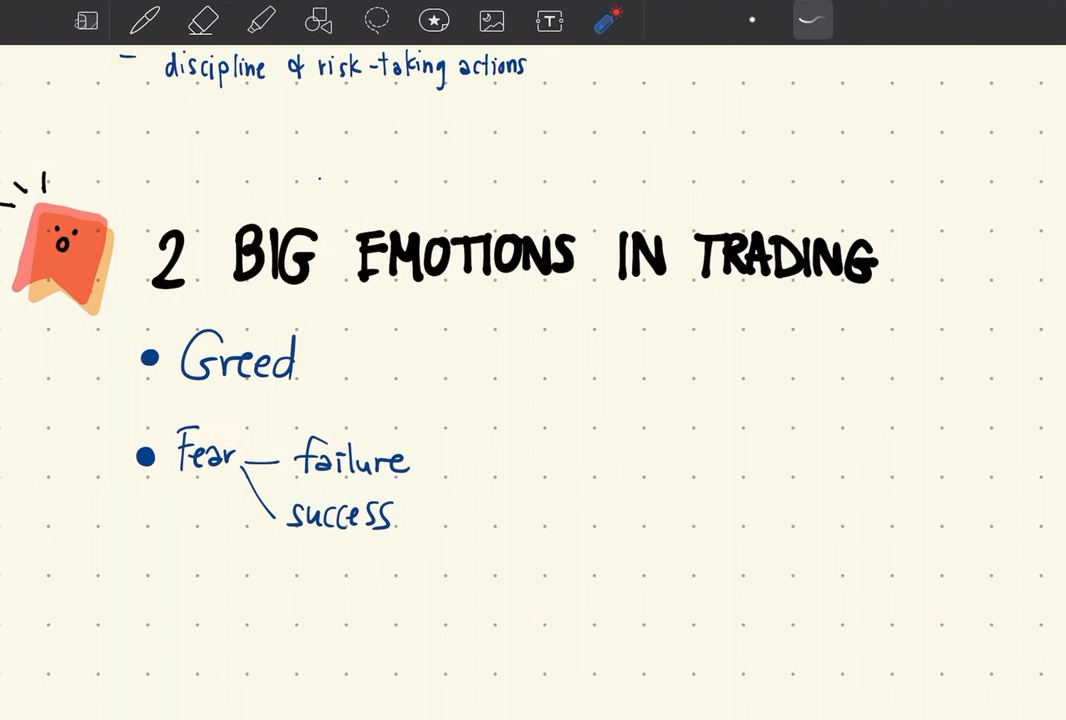 - discipline & risk-taking actions
2 BIG EMOTIONS IN TRADING
• Greed
• Fear — failure
success